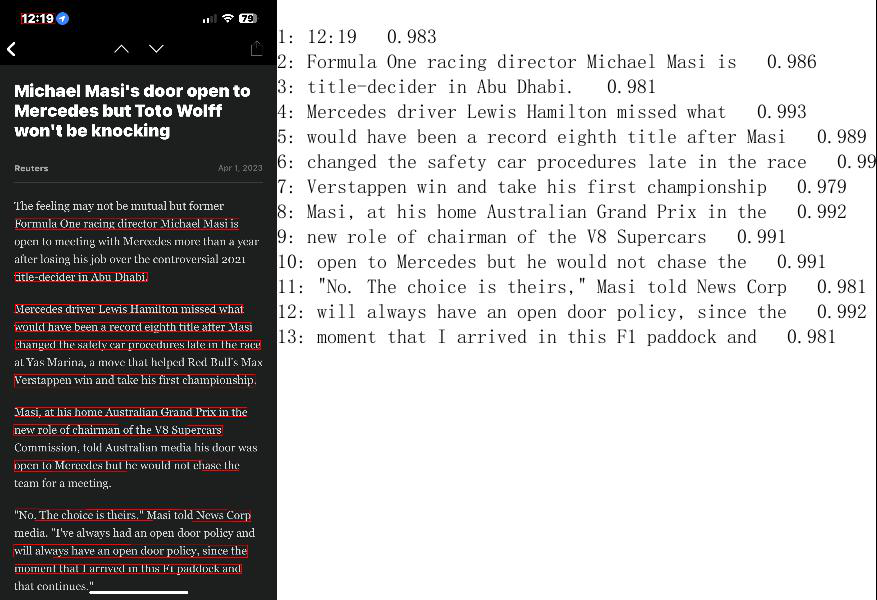 12:19
79
Michael Masi's door open to
Mercedes but Toto Wolff
won't be knocking
Reuters Apr 1, 2023
The feeling may not be mutual but former
Formula One racing director Michael Masi is
open to meeting with Mercedes more than a year
after losing his job over the controversial 2021
title-decider in Abu Dhabi.
Mercedes driver Lewis Hamilton missed what
would have been a record eighth title after Masi
changed the safety car procedures late in the race
at Yas Marina, a move that helped Red Bull's Max
Verstappen win and take his first championship.
Masi, at his home Australian Grand Prix in the
new role of chairman of the V8 Supercars
Commission, told Australian media his door was
open to Mercedes but he would not chase the
team for a meeting.
"No. The choice is theirs," Masi told News Corp
media. "I've always had an open door policy and
will always have an open door policy, since the
moment that I arrived in this F1 paddock and
that continues."
1: 12:19 0.983
2: Formula One racing director Michael Masi is 0.986
3: title-decider in Abu Dhabi. 0.981
4: Mercedes driver Lewis Hamilton missed what 0.993
5: would have been a record eighth title after Masi 0.989
6: changed the safety car procedures late in the race 0.99
7: Verstappen win and take his first championship 0.979
8: Masi, at his home Australian Grand Prix in the 0.992
9: new role of chairman of the V8 Supercars 0.991
10: open to Mercedes but he would not chase the 0.991
11: "No. The choice is theirs," Masi told News Corp 0.981
12: will always have an open door policy, since the 0.992
13: moment that I arrived in this F1 paddock and 0.981